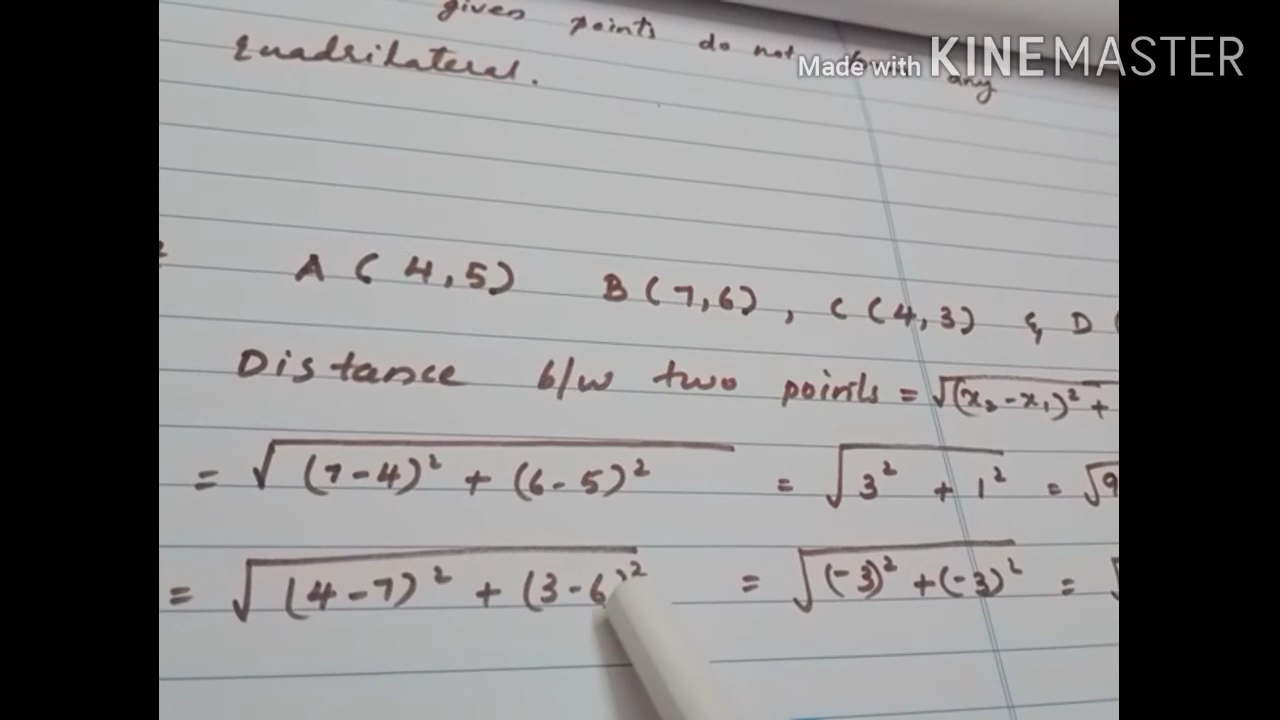 given points do not any
Made with KINEMASTER
quadrilateral.
A (4,5) B (7,6), C (4,3) & D (
Distance b/w two points = √(x₂-x₁)² +
= √(7-4)² + (6-5)² = √3² + 1² = √9
= √(4-7)² + (3-6)² = √(-3)² + (-3)² = √